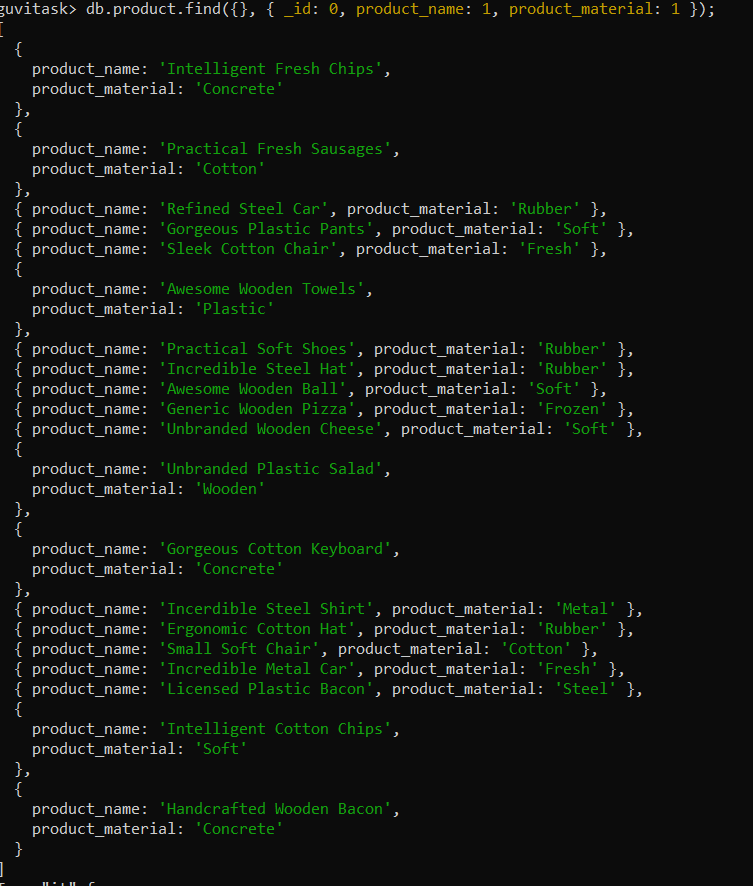 guvitask> db.product.find({}, { _id: 0, product_name: 1, product_material: 1 });
[
  {
    product_name: 'Intelligent Fresh Chips',
    product_material: 'Concrete'
  },
  {
    product_name: 'Practical Fresh Sausages',
    product_material: 'Cotton'
  },
  { product_name: 'Refined Steel Car', product_material: 'Rubber' },
  { product_name: 'Gorgeous Plastic Pants', product_material: 'Soft' },
  { product_name: 'Sleek Cotton Chair', product_material: 'Fresh' },
  {
    product_name: 'Awesome Wooden Towels',
    product_material: 'Plastic'
  },
  { product_name: 'Practical Soft Shoes', product_material: 'Rubber' },
  { product_name: 'Incredible Steel Hat', product_material: 'Rubber' },
  { product_name: 'Awesome Wooden Ball', product_material: 'Soft' },
  { product_name: 'Generic Wooden Pizza', product_material: 'Frozen' },
  { product_name: 'Unbranded Wooden Cheese', product_material: 'Soft' },
  {
    product_name: 'Unbranded Plastic Salad',
    product_material: 'Wooden'
  },
  {
    product_name: 'Gorgeous Cotton Keyboard',
    product_material: 'Concrete'
  },
  { product_name: 'Incerdible Steel Shirt', product_material: 'Metal' },
  { product_name: 'Ergonomic Cotton Hat', product_material: 'Rubber' },
  { product_name: 'Small Soft Chair', product_material: 'Cotton' },
  { product_name: 'Incredible Metal Car', product_material: 'Fresh' },
  { product_name: 'Licensed Plastic Bacon', product_material: 'Steel' },
  {
    product_name: 'Intelligent Cotton Chips',
    product_material: 'Soft'
  },
  {
    product_name: 'Handcrafted Wooden Bacon',
    product_material: 'Concrete'
  }
]